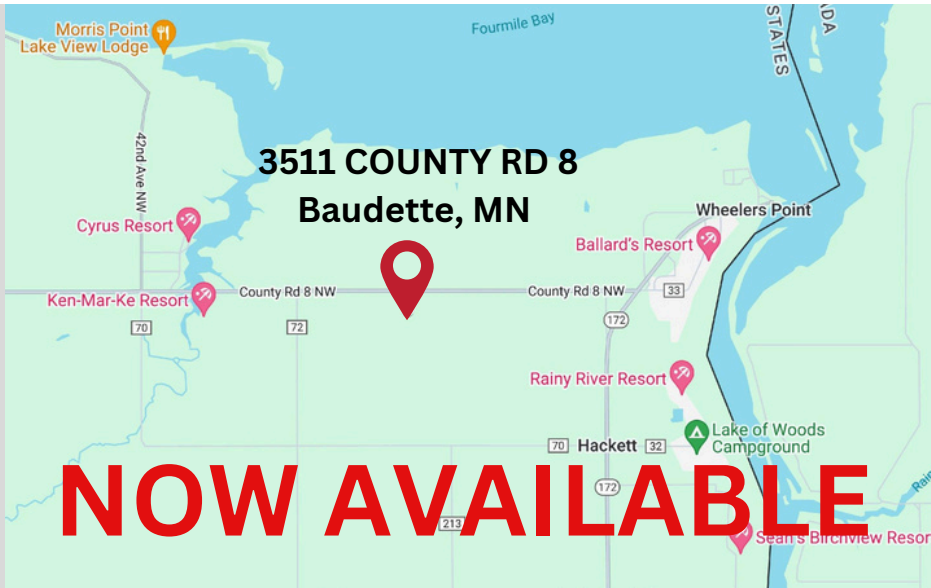 Morris Point
Lake View Lodge
Fourmile Bay
STATES
42nd Ave NW
3511 COUNTY RD 8
Baudette, MN
Wheelers Point
Cyrus Resort
Ballard's Resort
Ken-Mar-Ke Resort
County Rd 8 NW
County Rd 8 NW
33
70
72
172
Rainy River Resort
Lake of Woods
Campground
70 Hackett 32
172
NOW AVAILABLE
213
Sean's Birchview Resor